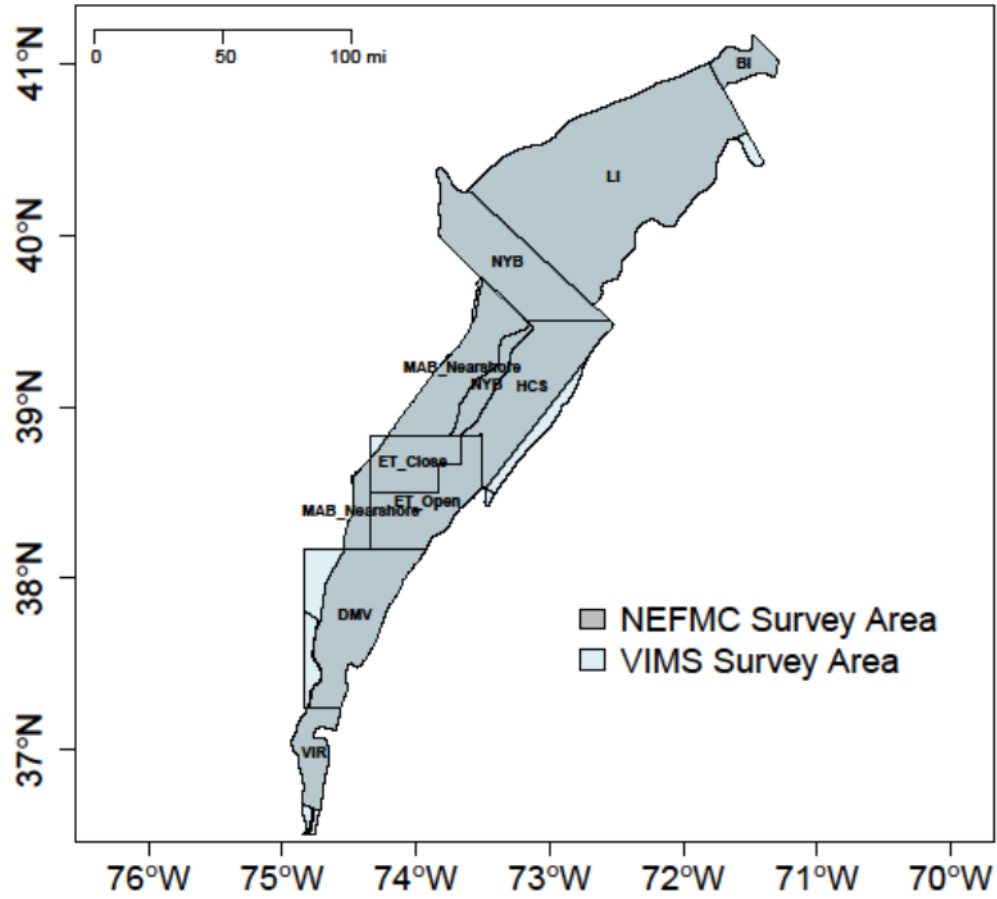 0 50 100 mi
41°N
40°N
39°N
38°N
37°N
BI
LI
NYB
MAB_Nearshore
NYB HCS
ET_Close
ET_Open
MAB_Nearshore
DMV
VIR
NEFMC Survey Area
VIMS Survey Area
76°W 75°W 74°W 73°W 72°W 71°W 70°W